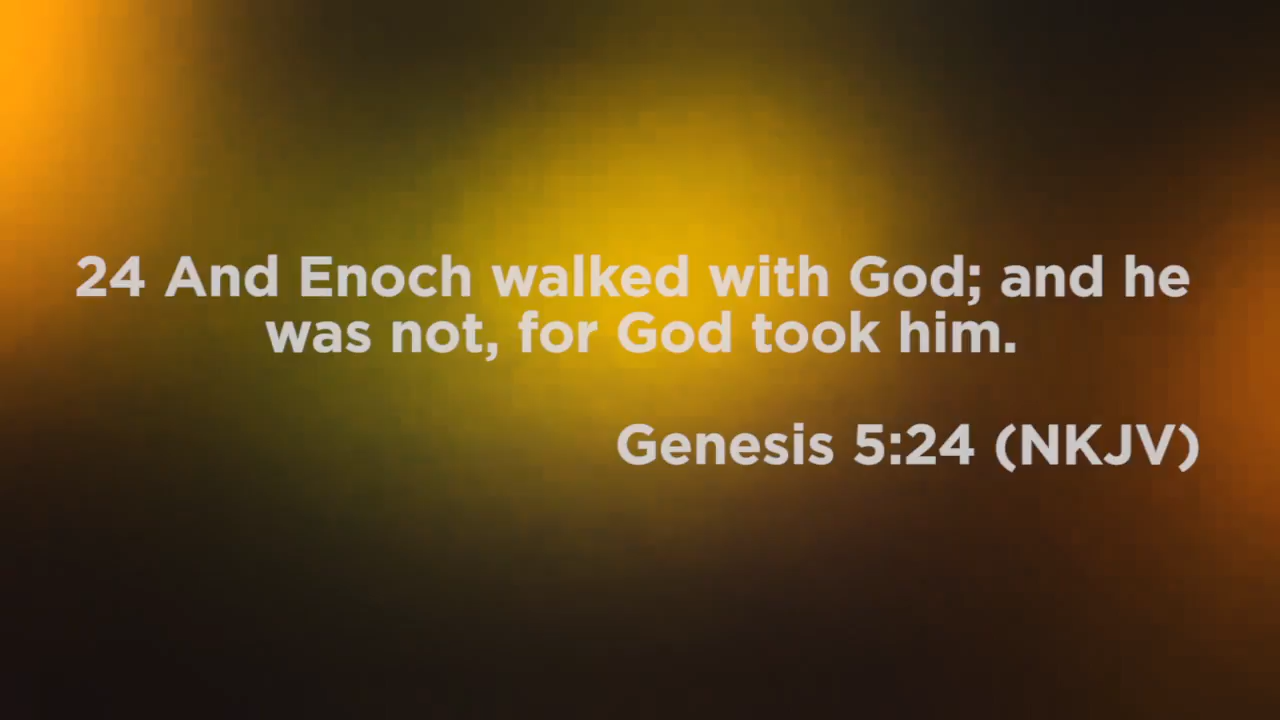 24 And Enoch walked with God; and he
was not, for God took him.
Genesis 5:24 (NKJV)